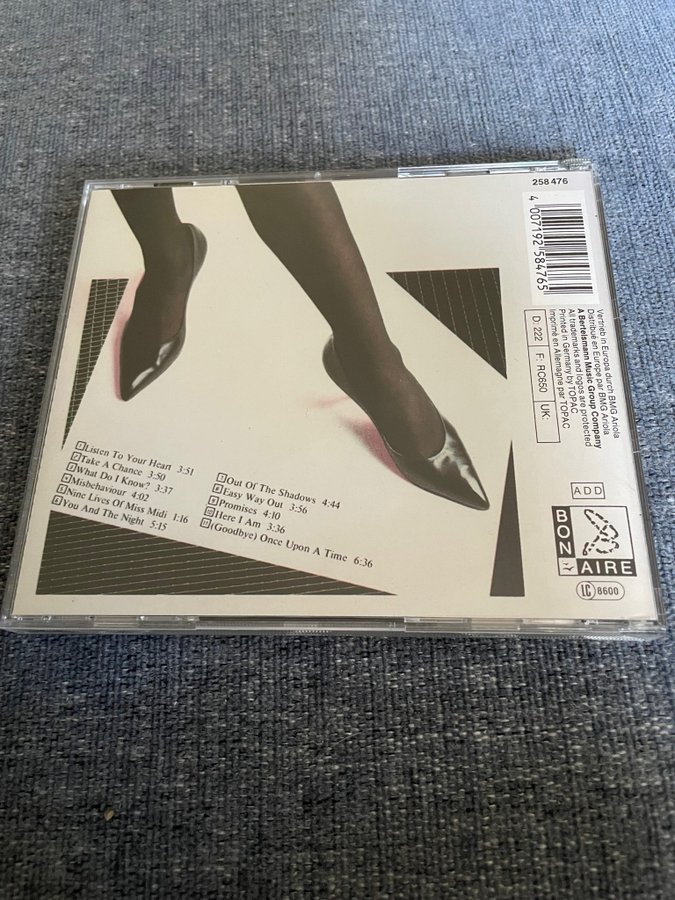 258 476
4 007192 584765
Vertrieb in Europa durch BMG Ariola
Distribué en Europe par BMG Ariola
A Bertelsmann Music Group Company
All trademarks and logos are protected
Printed in Germany by TOPAC
Imprimé en Allemagne par TOPAC
D: 222 F: RC650 UK:
ADD
BON
AIRE
LC 8600
1 Listen To Your Heart 3:51
2 Take A Chance 3:50
3 What Do I Know? 3:37
4 Misbehaviour 4:02
5 Nine Lives Of Miss Midi 1:16
6 You And The Night 5:15
7 Out Of The Shadows 4:44
8 Easy Way Out 3:56
9 Promises 4:10
10 Here I Am 3:36
11 (Goodbye) Once Upon A Time 6:36